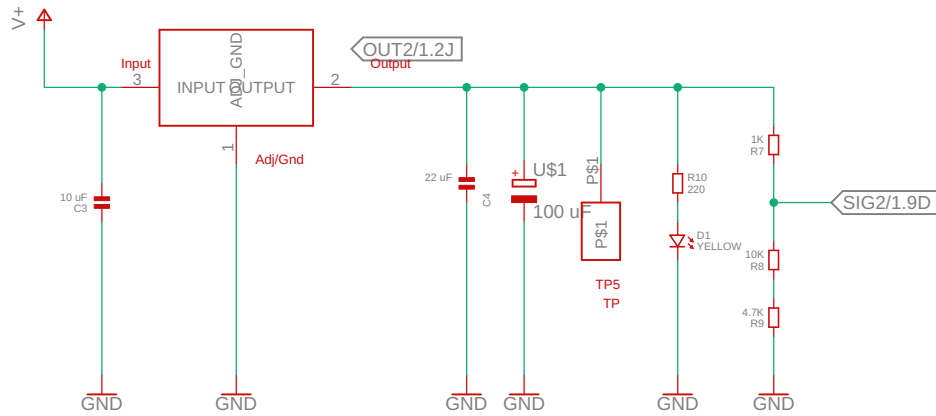 V+
Input
3
INPUT
OUTPUT
ADJ_GND
2
OUT2/1.2J
Output
1
Adj/Gnd
10 uF
C3
22 uF
C4
+
U$1
100 uF
P$1
P$1
TP5
TP
R10
220
D1
YELLOW
1K
R7
SIG2/1.9D
10K
R8
4.7K
R9
GND
GND
GND
GND
GND
GND